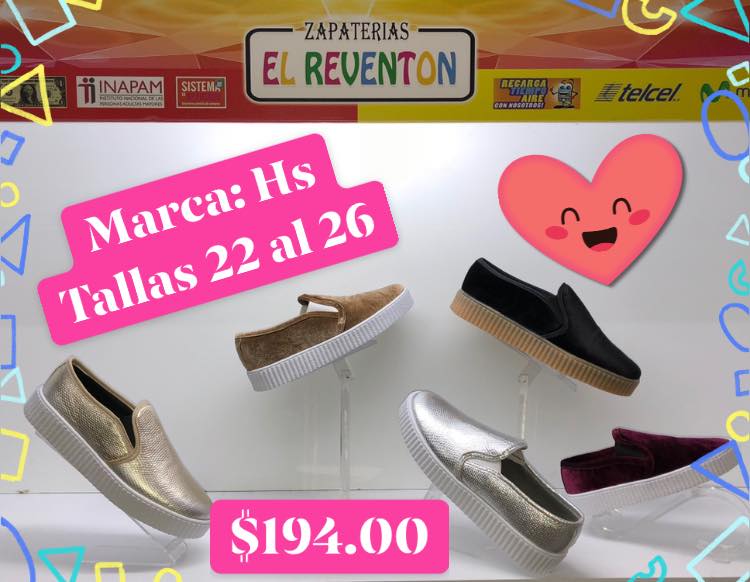 ZAPATERIAS
EL REVENTON
INAPAM
INSTITUTO NACIONAL DE LAS
PERSONAS ADULTAS MAYORES
SISTEMA
RECARGA
TIEMPO
AIRE
CON NOSOTROS!
telcel
Marca: Hs
Tallas 22 al 26
$194.00